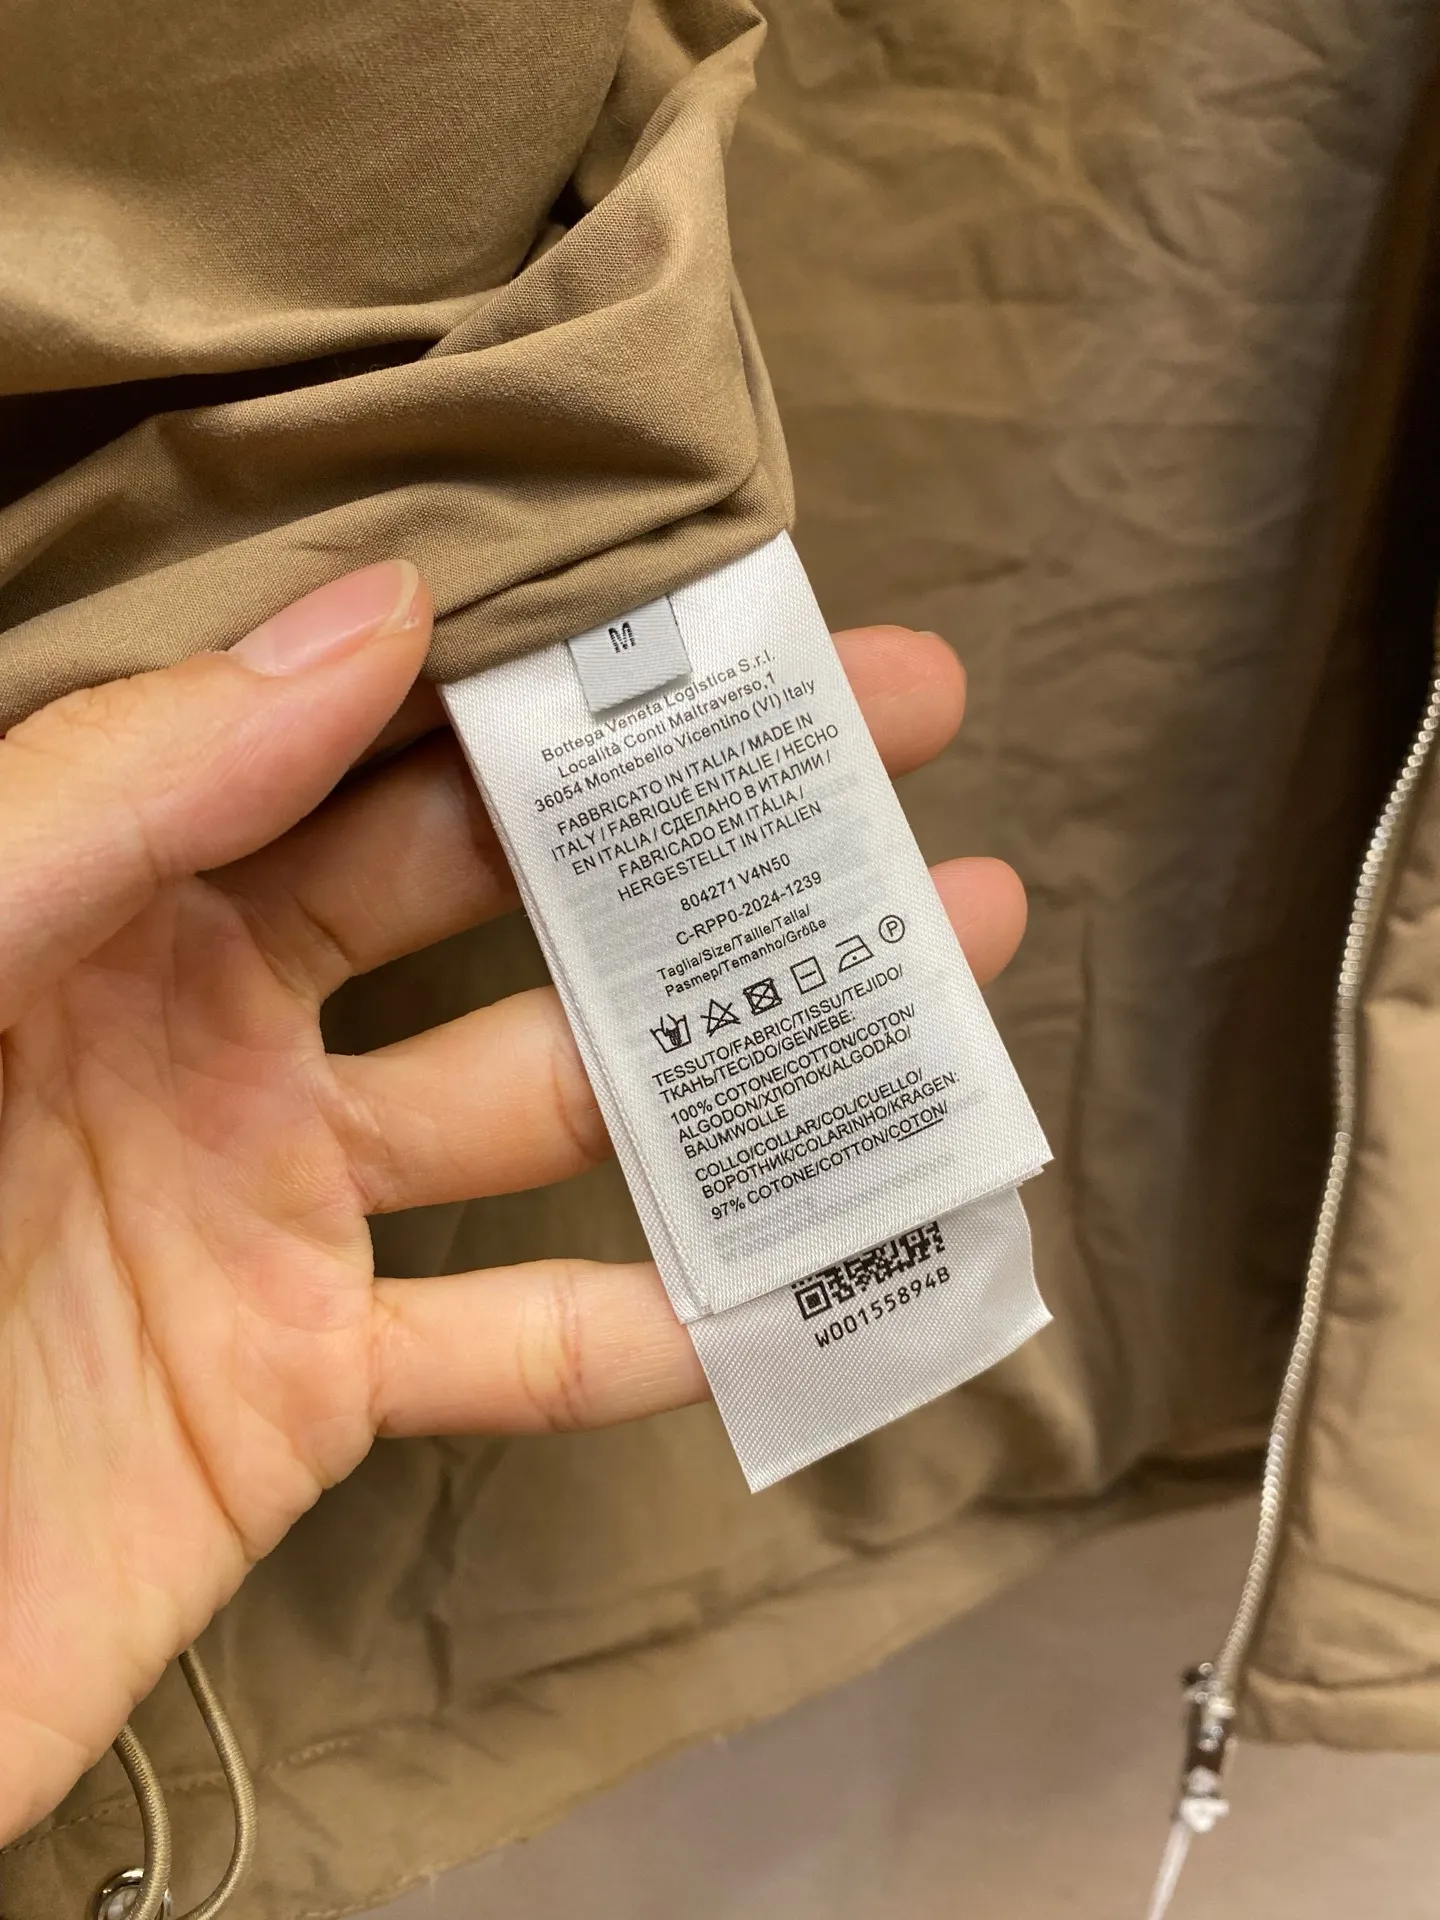 M
Bottega Veneta Logistica S.r.l.
Località Conti Maltraverso,1
36054 Montebello Vicentino (VI) Italy
FABBRICATO IN ITALIA / MADE IN
ITALY / FABRIQUÉ EN ITALIE / HECHO
EN ITALIA / СДЕЛАНО В ИТАЛИИ /
FABRICADO EM ITÁLIA /
HERGESTELLT IN ITALIEN
804271 V4N50
C-RPP0-2024-1239
Taglia/Size/Taille/Talla/
Pasmep/Temanho/Größe
P
TESSUTO/FABRIC/TISSU/TEJIDO/
ТКАНЬ/TECIDO/GEWEBE:
100% COTONE/COTTON/COTON/
ALGODON/ХЛОПОК/ALGODÃO/
BAUMWOLLE
COLLO/COLLAR/COL/CUELLO/
ВОРОТНИК/COLARINHO/KRAGEN:
97% COTONE/COTTON/COTON/
W00155894B